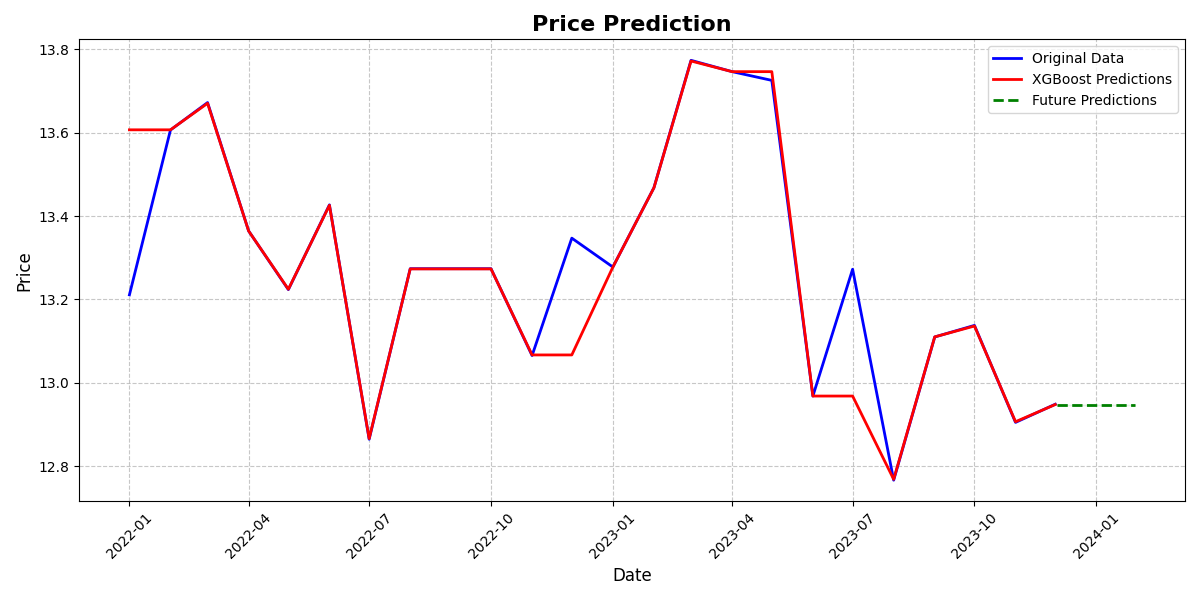 Price Prediction
Original Data
XGBoost Predictions
Future Predictions
Price
13.8
13.6
13.4
13.2
13.0
12.8
2022-01
2022-04
2022-07
2022-10
2023-01
2023-04
2023-07
2023-10
2024-01
Date